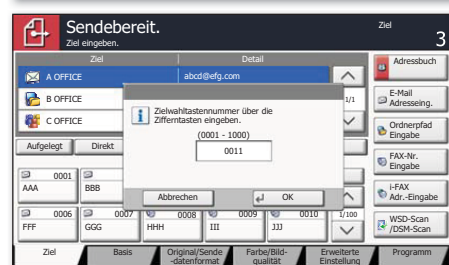 Sendebereit.
Ziel eingeben.
Ziel
3
Ziel Detail
A OFFICE abcd@efg.com
B OFFICE
C OFFICE
1/1
Zielwahltastennummer über die
Zifferntasten eingeben.
(0001 - 1000)
0011
Abbrechen OK
Aufgelegt Direkt
0001
AAA BBB
0006 0007 0008 0009 0010
FFF GGG HHH III JJJ
1/100
Adressbuch
E-Mail
Adresseing.
Ordnerpfad
Eingabe
FAX-Nr.
Eingabe
i-FAX
Adr.-Eingabe
WSD-Scan
/DSM-Scan
Ziel
Basis
Original/Sende
-datenformat
Farbe/Bild-
qualität
Erweiterte
Einstellung
Programm